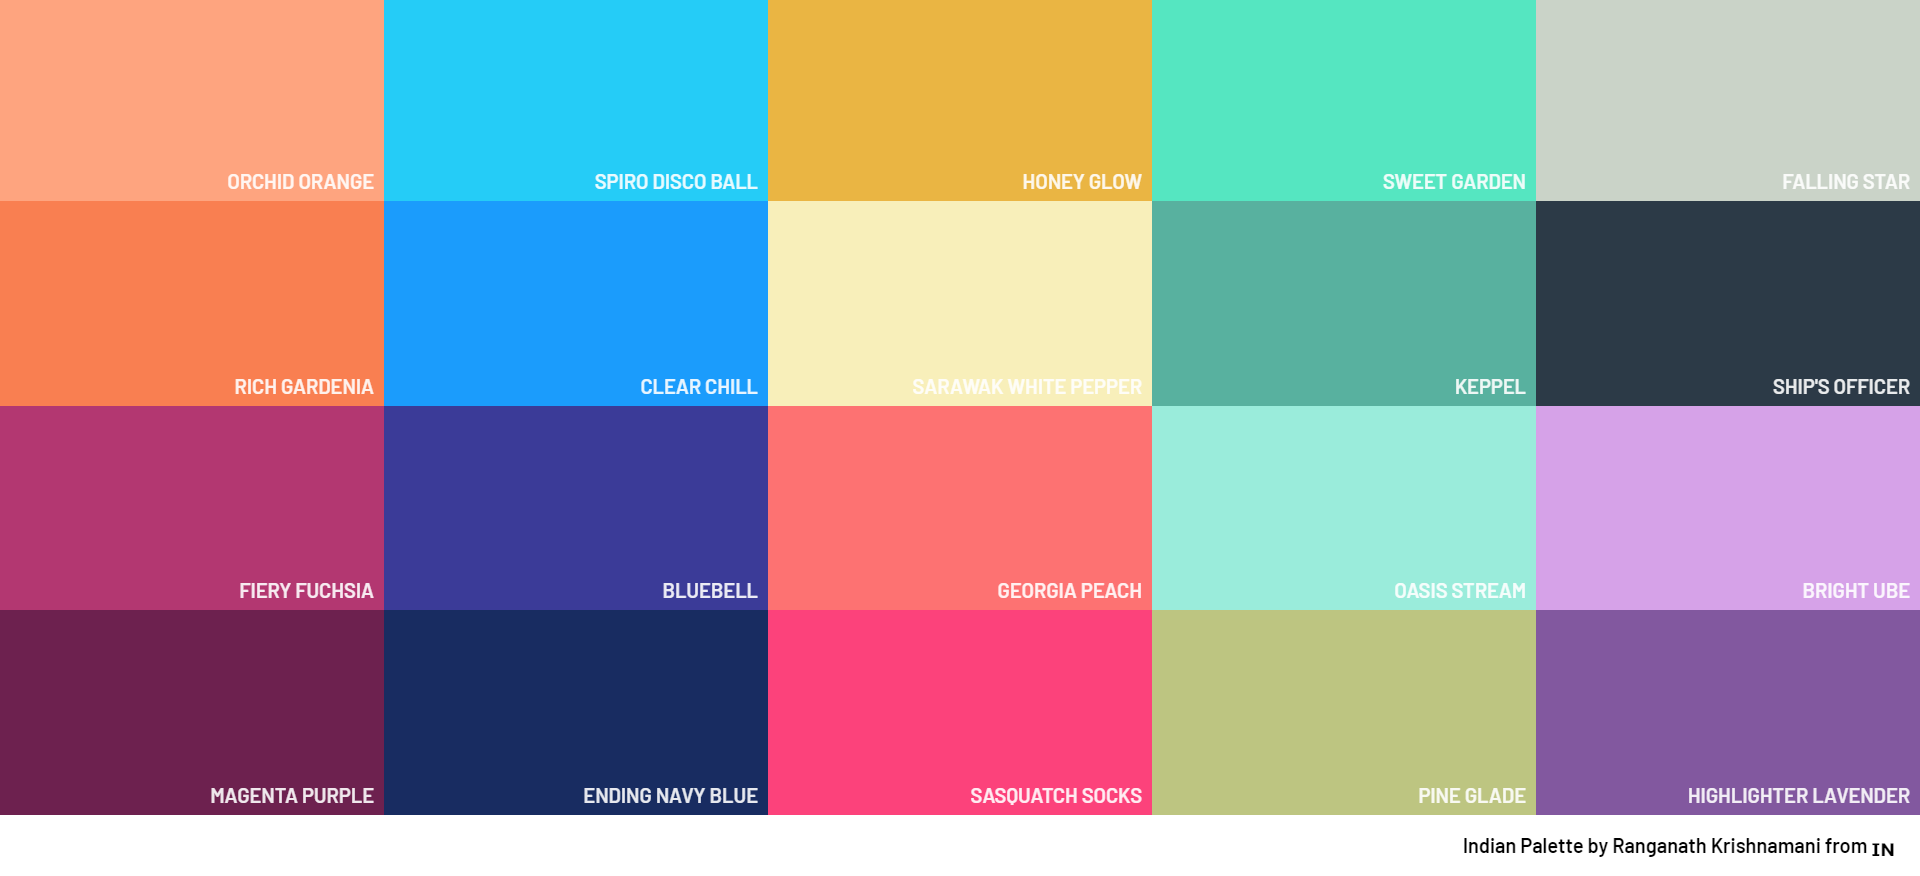 ORCHID ORANGE
SPIRO DISCO BALL
HONEY GLOW
SWEET GARDEN
FALLING STAR
RICH GARDENIA
CLEAR CHILL
SARAWAK WHITE PEPPER
KEPPEL
SHIP'S OFFICER
FIERY FUCHSIA
BLUEBELL
GEORGIA PEACH
OASIS STREAM
BRIGHT UBE
MAGENTA PURPLE
ENDING NAVY BLUE
SASQUATCH SOCKS
PINE GLADE
HIGHLIGHTER LAVENDER
Indian Palette by Ranganath Krishnamani from IN